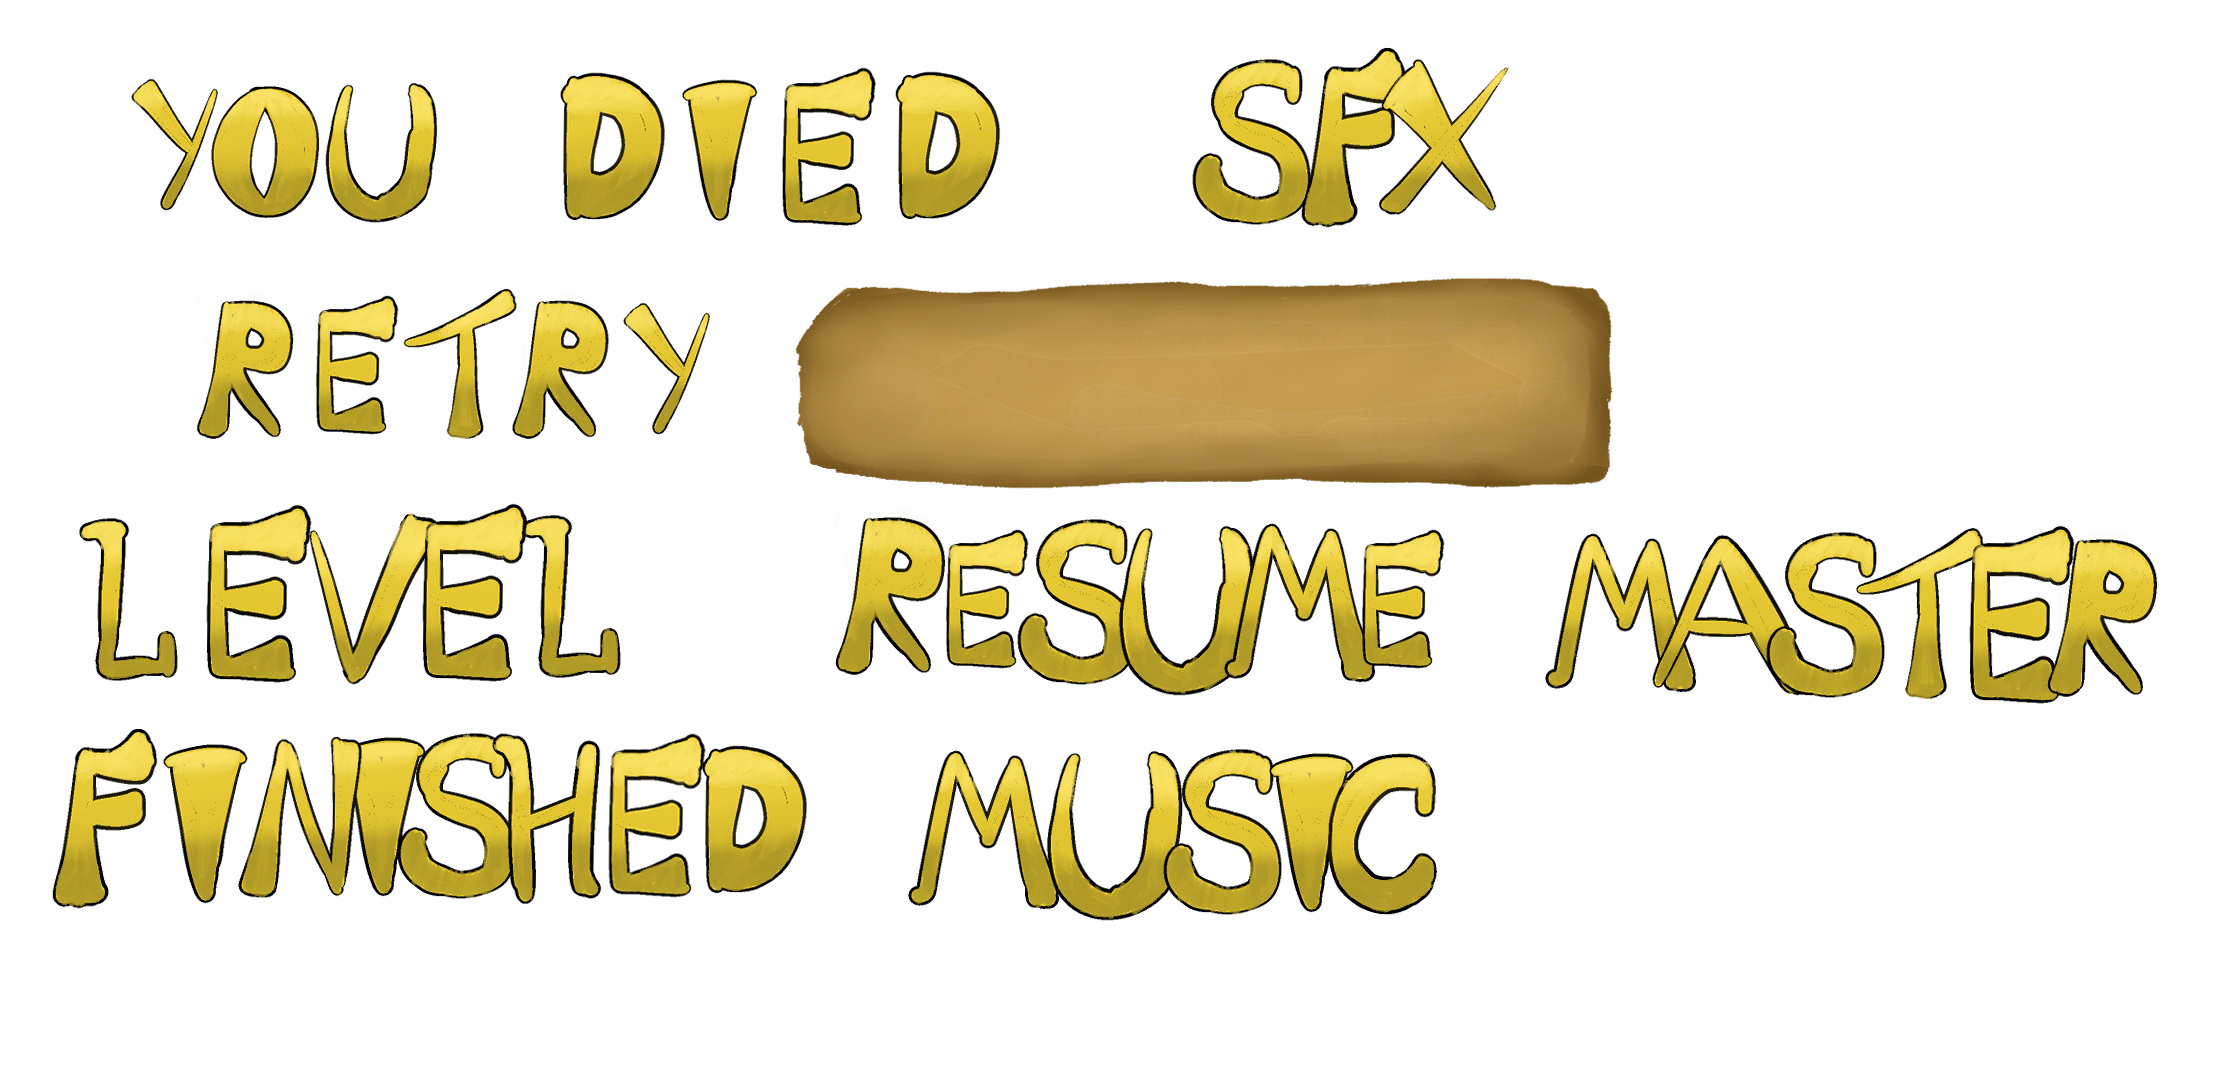 YOU DIED SFX
RETRY
LEVEL RESUME MASTER
FINISHED MUSIC